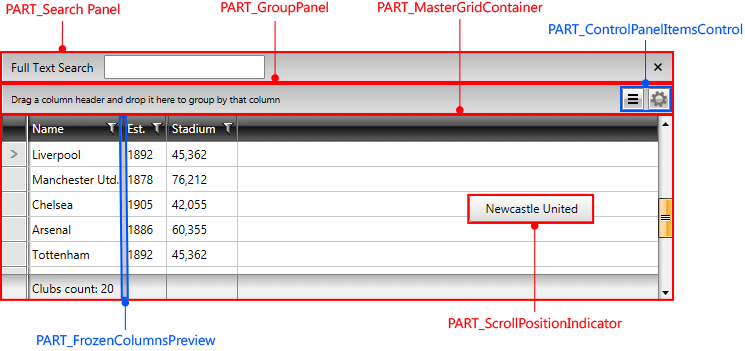 PART_Search Panel PART_GroupPanel PART_MasterGridContainer
PART_ControlPanelItemsControl
Full Text Search
Drag a column header and drop it here to group by that column
Name Est. Stadium
Liverpool 1892 45,362
Manchester Utd. 1878 76,212
Chelsea 1905 42,055
Newcastle United
Arsenal 1886 60,355
Tottenham 1892 45,362
Clubs count: 20
PART_ScrollPositionIndicator
PART_FrozenColumnsPreview